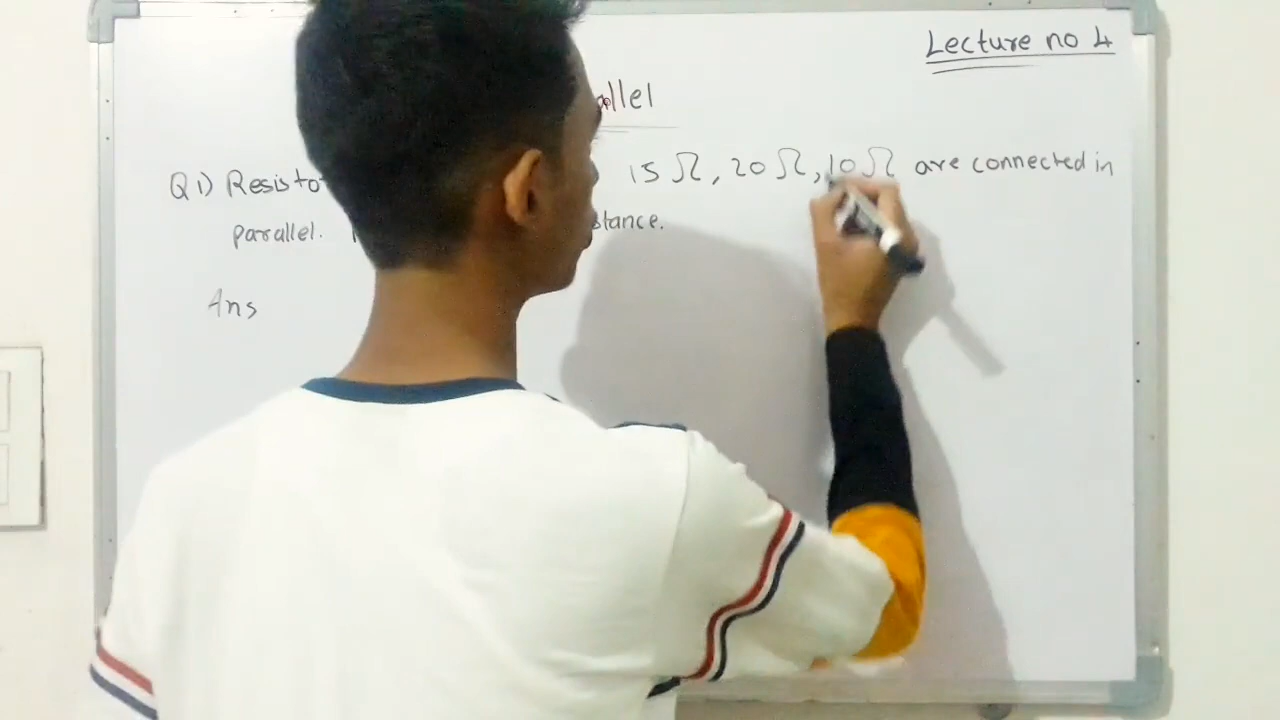 Lecture no 4
allel
Q1) Resisto 15 Ω, 20 Ω, 10 Ω are connected in
parallel. stance.
Ans